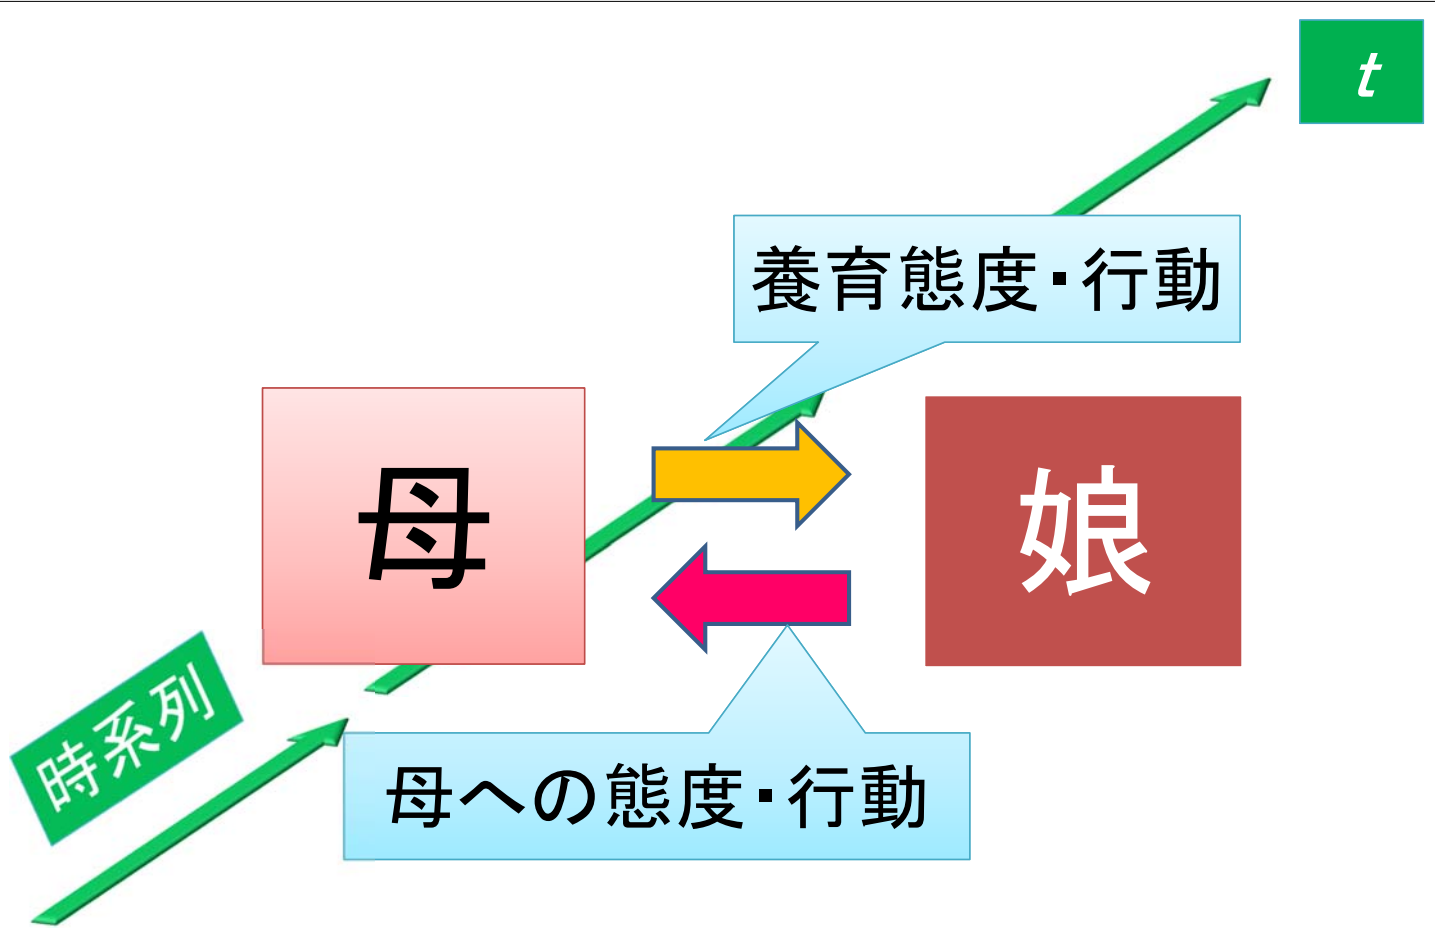 t
養育態度・行動
母
娘
時系列
母への態度・行動